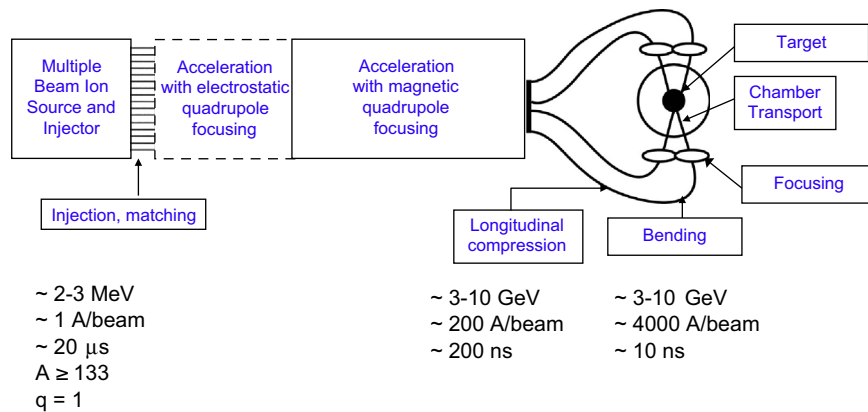 Multiple
Beam Ion
Source and
Injector
Acceleration
with electrostatic
quadrupole
focusing
Acceleration
with magnetic
quadrupole
focusing
Target
Chamber
Transport
Focusing
Injection, matching
Longitudinal
compression
Bending
~ 2-3 MeV
~ 1 A/beam
~ 20 μs
A ≥ 133
q = 1
~ 3-10 GeV
~ 200 A/beam
~ 200 ns
~ 3-10 GeV
~ 4000 A/beam
~ 10 ns